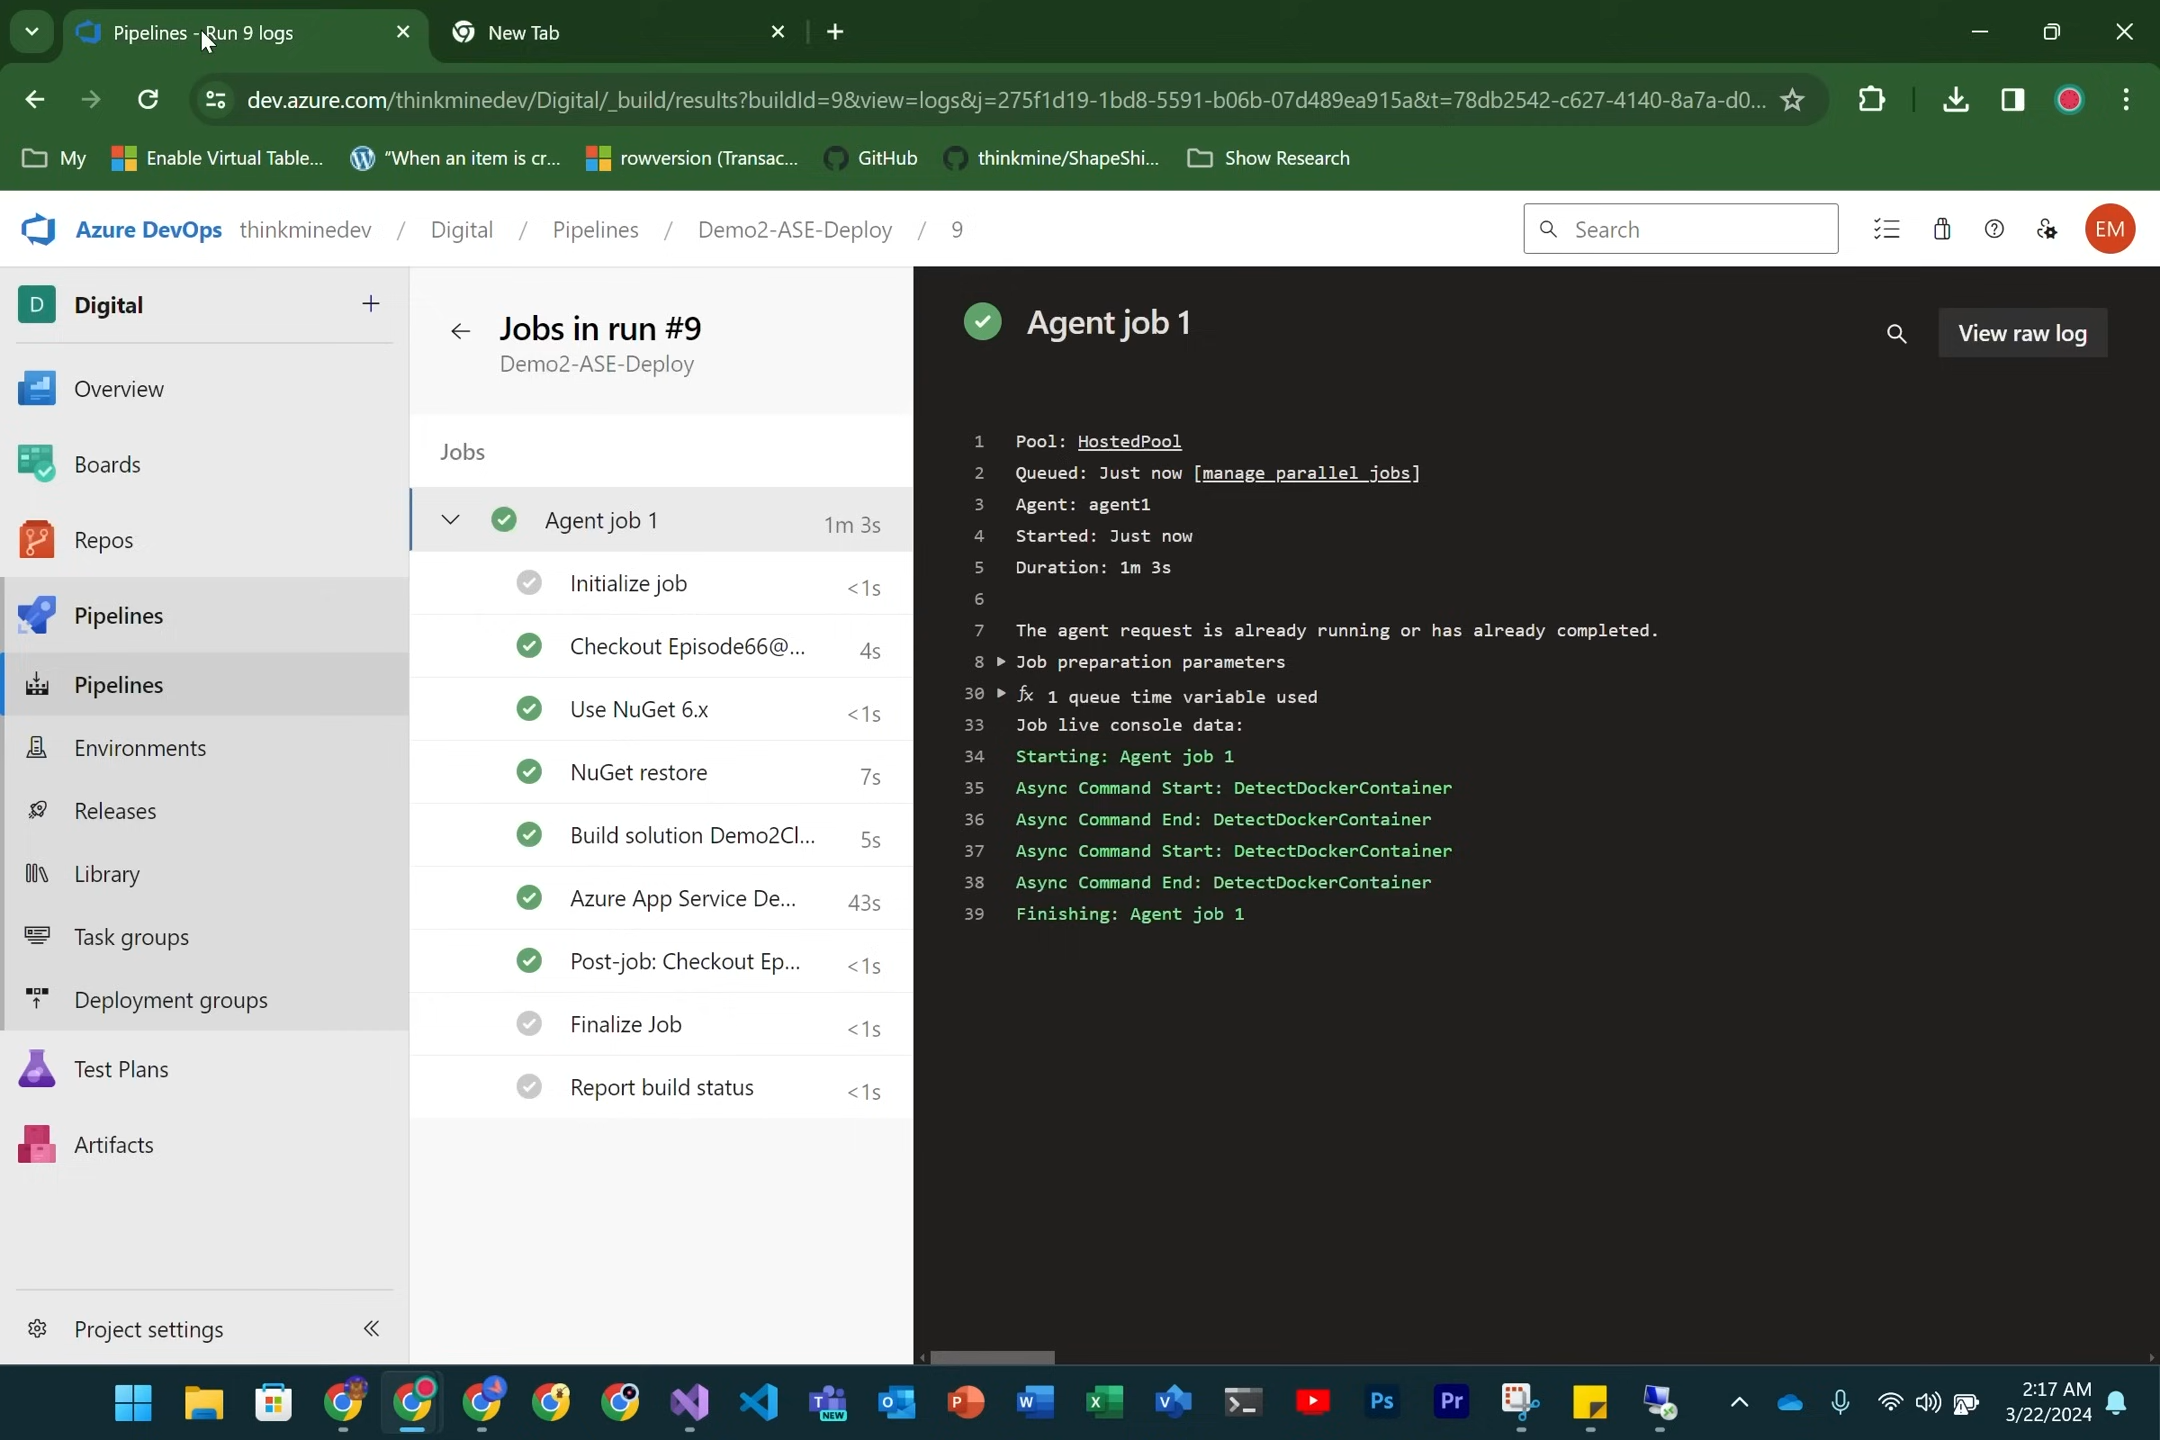 Pipelines - Run 9 logs
New Tab
dev.azure.com/thinkminedev/Digital/_build/results?buildId=9&view=logs&j=275f1d19-1bd8-5591-b06b-07d489ea915a&t=78db2542-c627-4140-8a7a-d0...
My
Enable Virtual Table...
"When an item is cr...
rowversion (Transac...
GitHub
thinkmine/ShapeShi...
Show Research
Azure DevOps thinkminedev / Digital / Pipelines / Demo2-ASE-Deploy / 9
Search
EM
D Digital
Overview
Boards
Repos
Pipelines
Pipelines
Environments
Releases
Library
Task groups
Deployment groups
Test Plans
Artifacts
Project settings
Jobs in run #9
Demo2-ASE-Deploy
Jobs
Agent job 1 1m 3s
Initialize job <1s
Checkout Episode66@... 4s
Use NuGet 6.x <1s
NuGet restore 7s
Build solution Demo2Cl... 5s
Azure App Service De... 43s
Post-job: Checkout Ep... <1s
Finalize Job <1s
Report build status <1s
Agent job 1
View raw log
1 Pool: HostedPool
2 Queued: Just now [manage parallel jobs]
3 Agent: agent1
4 Started: Just now
5 Duration: 1m 3s
6
7 The agent request is already running or has already completed.
8 Job preparation parameters
30 fx 1 queue time variable used
33 Job live console data:
34 Starting: Agent job 1
35 Async Command Start: DetectDockerContainer
36 Async Command End: DetectDockerContainer
37 Async Command Start: DetectDockerContainer
38 Async Command End: DetectDockerContainer
39 Finishing: Agent job 1
NEW
Ps
Pr
2:17 AM
3/22/2024